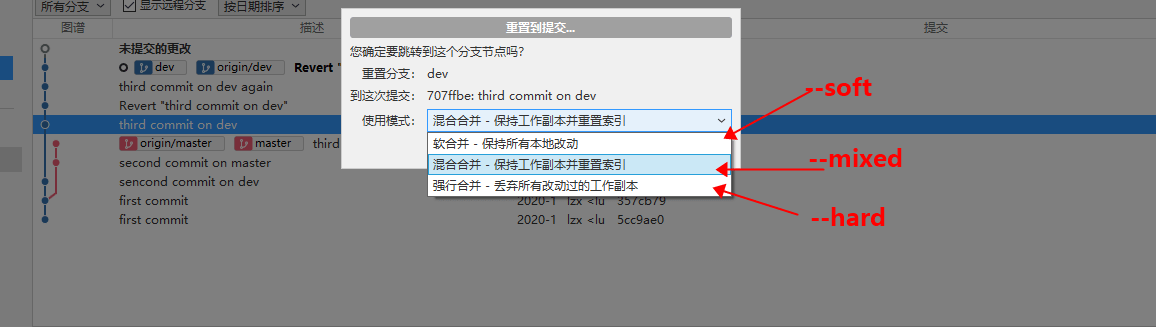 所有分支 显示远程分支 按日期排序
图谱 描述 提交
未提交的更改
dev origin/dev Revert "
third commit on dev again
Revert "third commit on dev"
third commit on dev
origin/master master third
second commit on master
sencond commit on dev
first commit 2020-1 lzx <lu 357cb79
first commit 2020-1 lzx <lu 5cc9ae0
重置到提交...
您确定要跳转到这个分支节点吗?
重置分支: dev
到这次提交: 707ffbe: third commit on dev
使用模式: 混合合并 - 保持工作副本并重置索引
软合并 - 保持所有本地改动
混合合并 - 保持工作副本并重置索引
强行合并 - 丢弃所有改动过的工作副本
--soft
--mixed
--hard